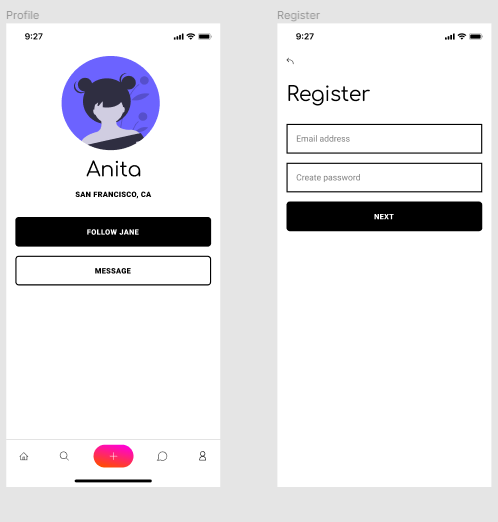 Profile
9:27
Anita
SAN FRANCISCO, CA
FOLLOW JANE
MESSAGE
Register
9:27
Register
Email address
Create password
NEXT